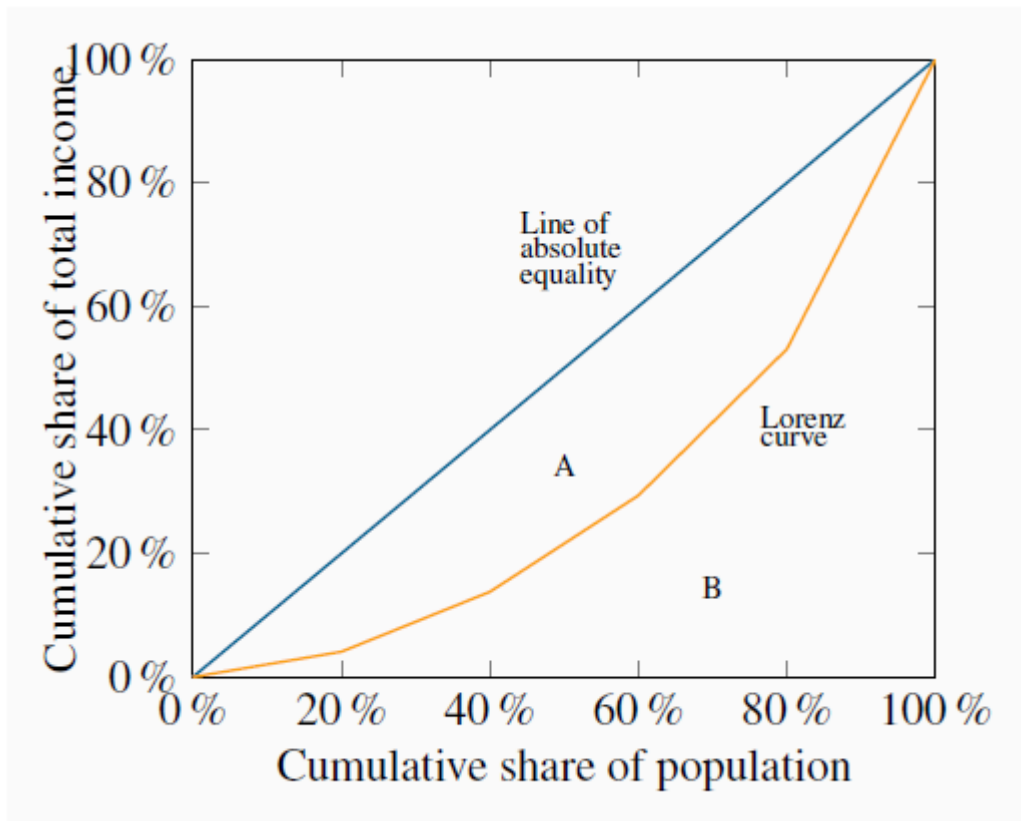 Cumulative share of total income
100 %
80 %
60 %
40 %
20 %
0 %
Line of
absolute
equality
A
Lorenz
curve
B
0 %
20 %
40 %
60 %
80 %
100 %
Cumulative share of population